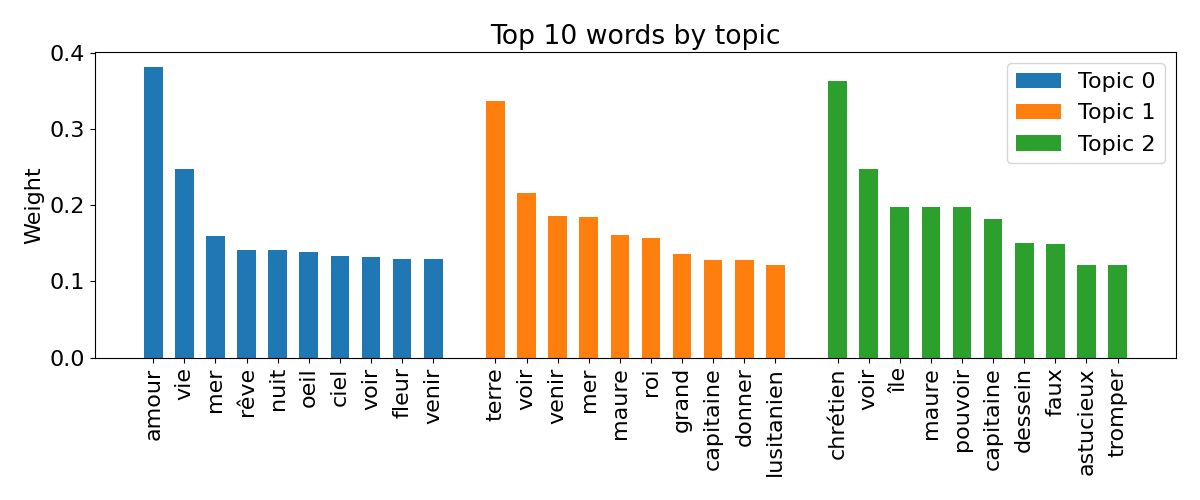 Top 10 words by topic
Weight
0.4
0.3
0.2
0.1
0.0
Topic 0
Topic 1
Topic 2
amour
vie
mer
rêve
nuit
oeil
ciel
voir
fleur
venir
terre
voir
venir
mer
maure
roi
grand
capitaine
donner
lusitanien
chrétien
voir
île
maure
pouvoir
capitaine
dessein
faux
astucieux
tromper